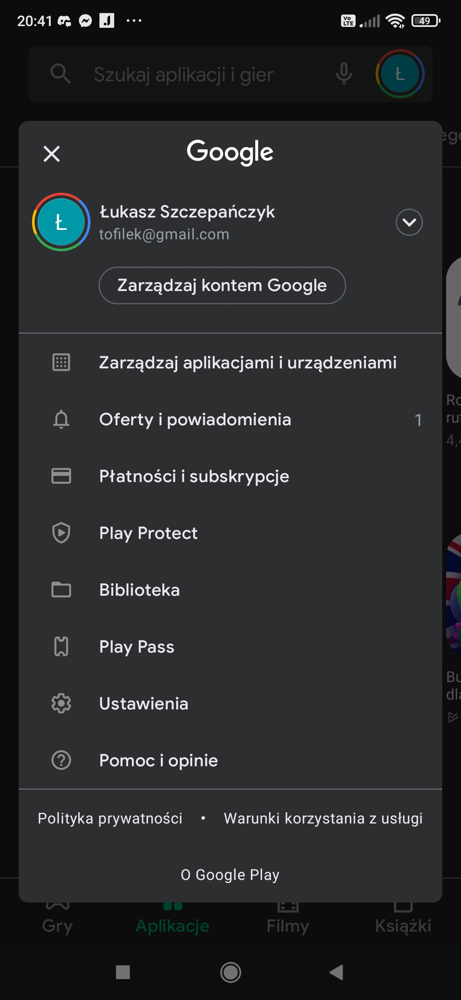 20:41
Vo LTE
49
Szukaj aplikacji i gier
Ł
Google
Ł
Łukasz Szczepańczyk
tofilek@gmail.com
Zarządzaj kontem Google
Zarządzaj aplikacjami i urządzeniami
Oferty i powiadomienia 1
Płatności i subskrypcje
Play Protect
Biblioteka
Play Pass
Ustawienia
Pomoc i opinie
Polityka prywatności • Warunki korzystania z usługi
O Google Play
Gry Aplikacje Filmy Książki